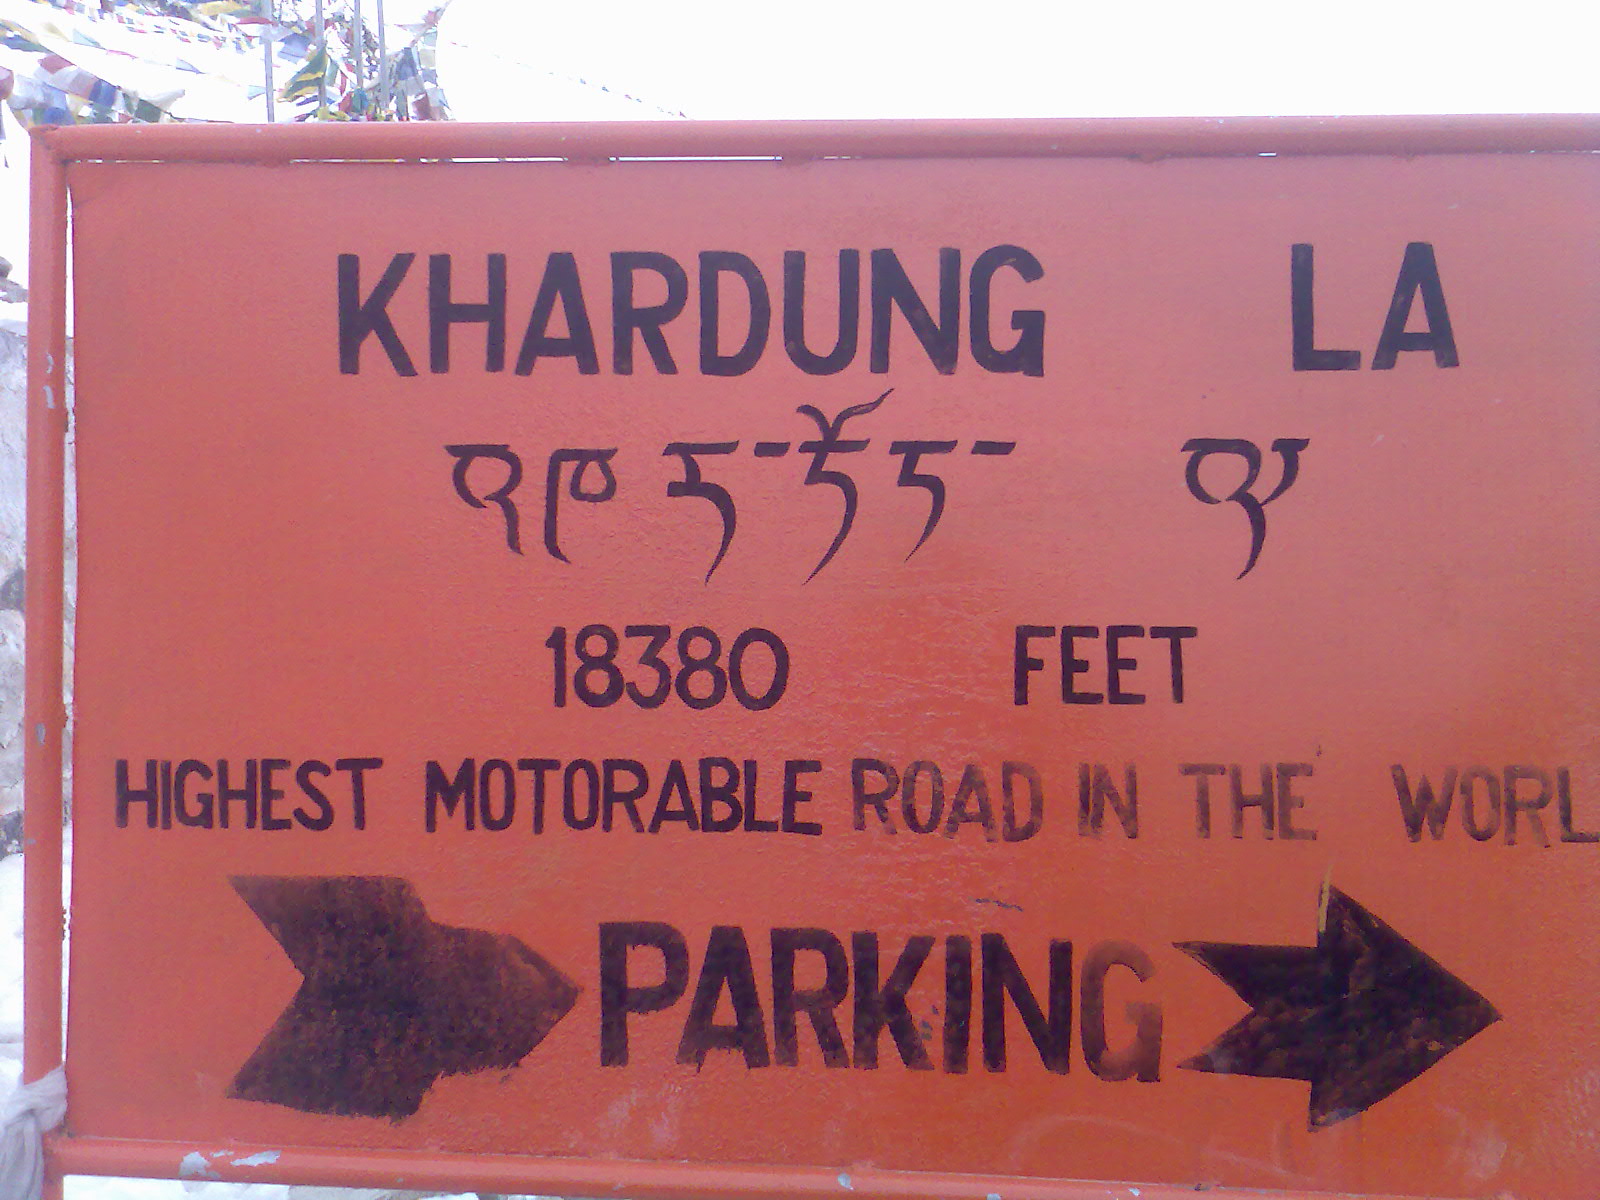 KHARDUNG LA
18380 FEET
HIGHEST MOTORABLE ROAD IN THE WORL
PARKING